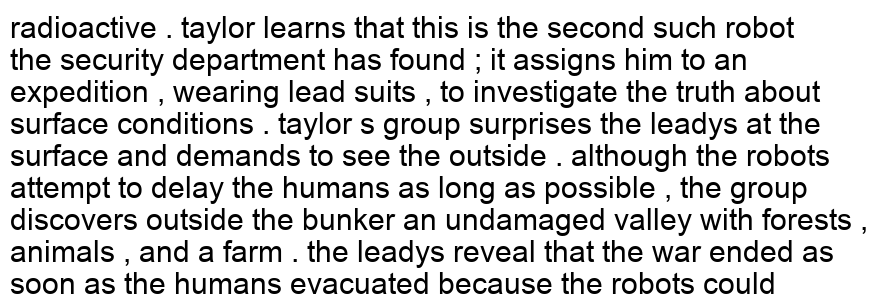 radioactive . taylor learns that this is the second such robot
the security department has found ; it assigns him to an
expedition , wearing lead suits , to investigate the truth about
surface conditions . taylor s group surprises the leadys at the
surface and demands to see the outside . although the robots
attempt to delay the humans as long as possible , the group
discovers outside the bunker an undamaged valley with forests ,
animals , and a farm . the leadys reveal that the war ended as
soon as the humans evacuated because the robots could